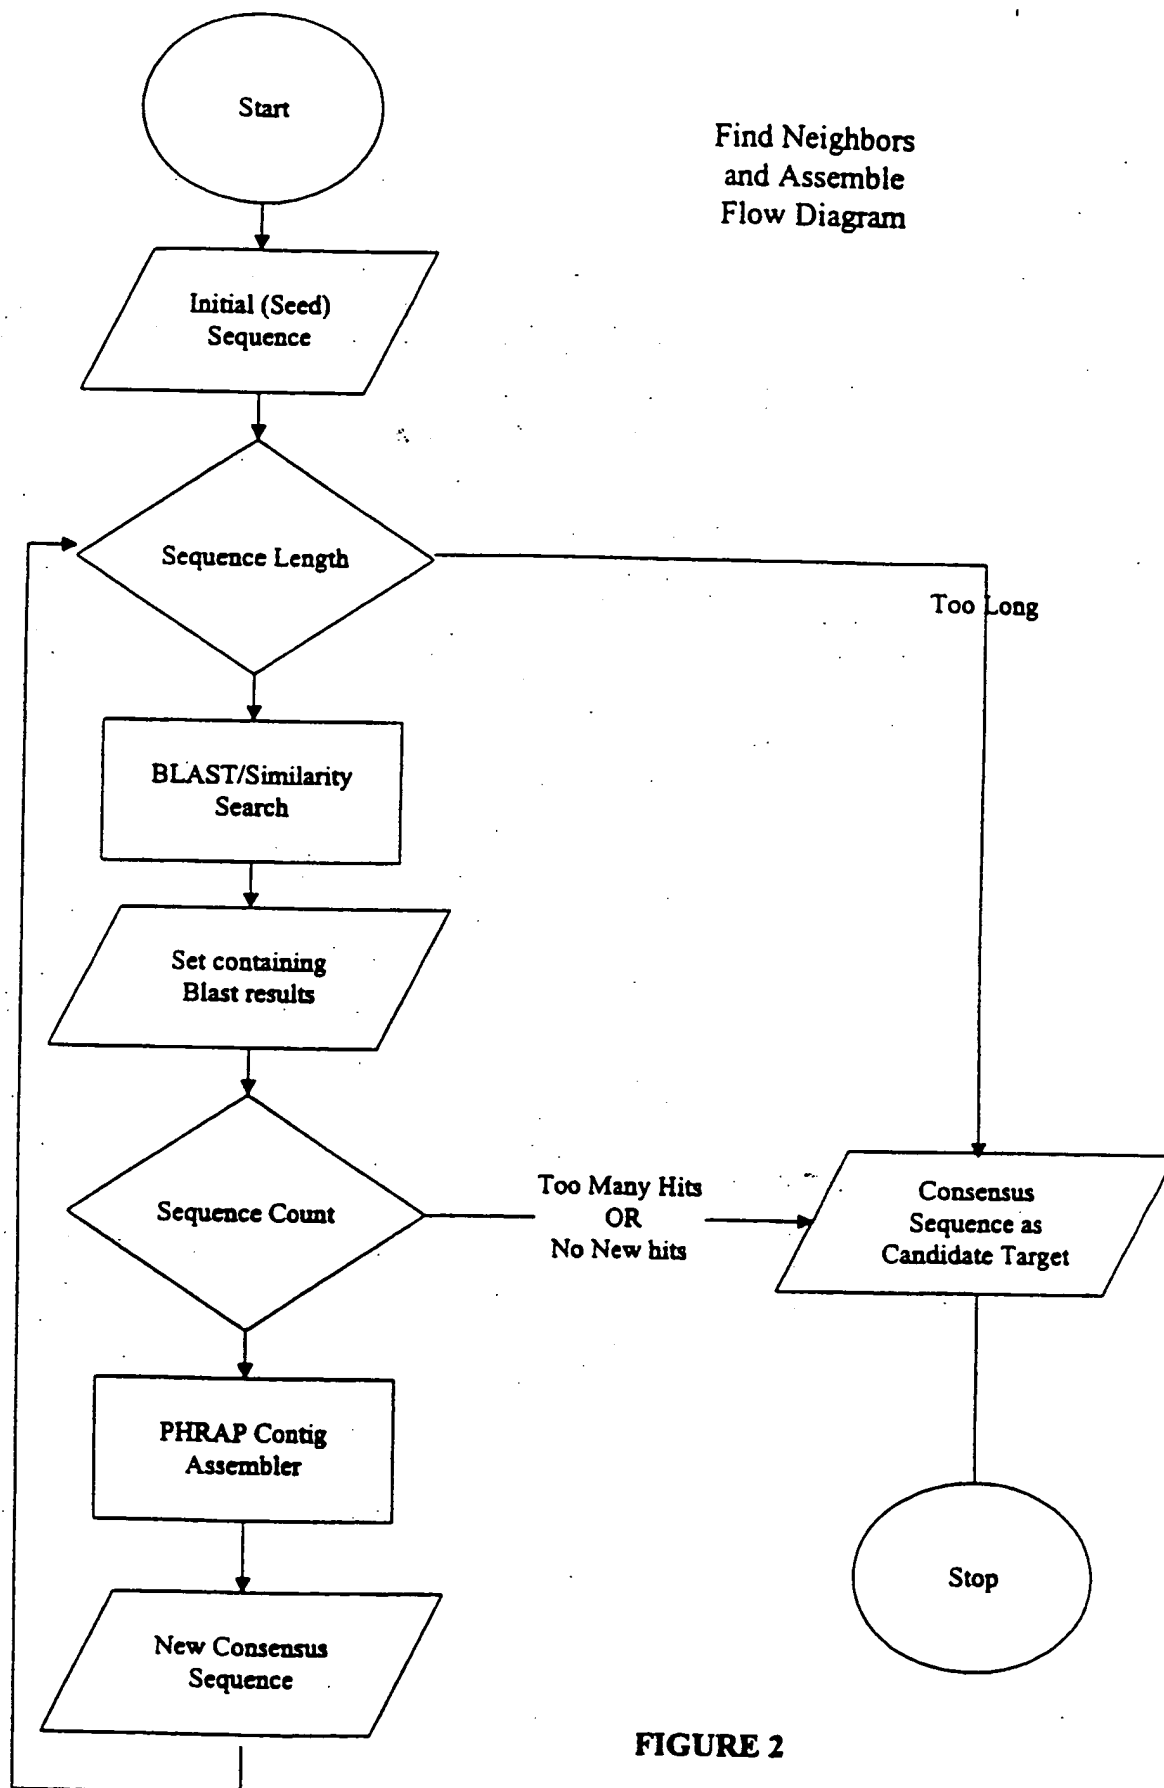 Start
Find Neighbors
and Assemble
Flow Diagram
Initial (Seed)
Sequence
Sequence Length
Too Long
BLAST/Similarity
Search
Set containing
Blast results
Sequence Count
Too Many Hits
OR
No New hits
Consensus
Sequence as
Candidate Target
PHRAP Contig
Assembler
Stop
New Consensus
Sequence
FIGURE 2